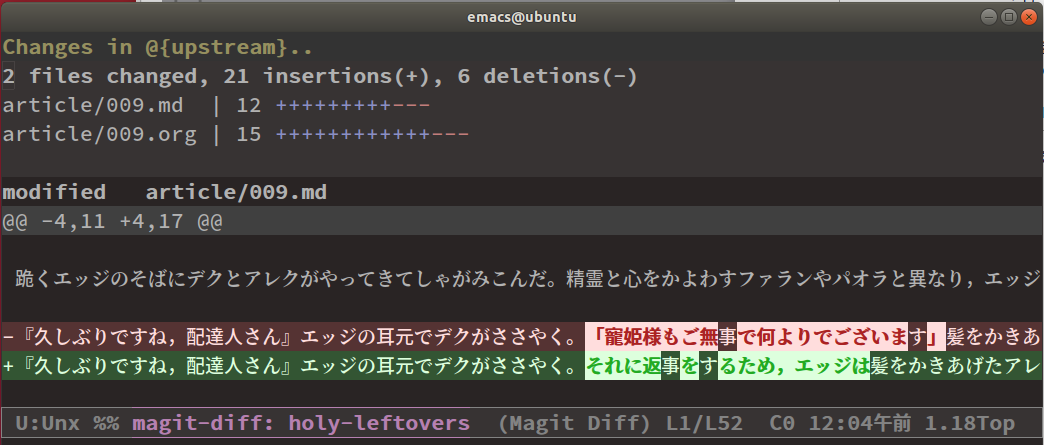 emacs@ubuntu
Changes in @{upstream}..
2 files changed, 21 insertions(+), 6 deletions(-)
article/009.md  | 12 +++++++++---
article/009.org | 15 ++++++++++++---
modified   article/009.md
@@ -4,11 +4,17 @@
跪くエッジのそばにデクとアレクがやってきてしゃがみこんだ。精霊と心をかよわすファランやパオラと異なり，エッジ
-『久しぶりですね，配達人さん』エッジの耳元でデクがささやく。「寵姫様もご無事で何よりでございます」髪をかきあ
+『久しぶりですね，配達人さん』エッジの耳元でデクがささやく。それに返事をするため，エッジは髪をかきあげたアレ
U:Unx %% magit-diff: holy-leftovers  (Magit Diff) L1/L52  C0 12:04午前 1.18Top